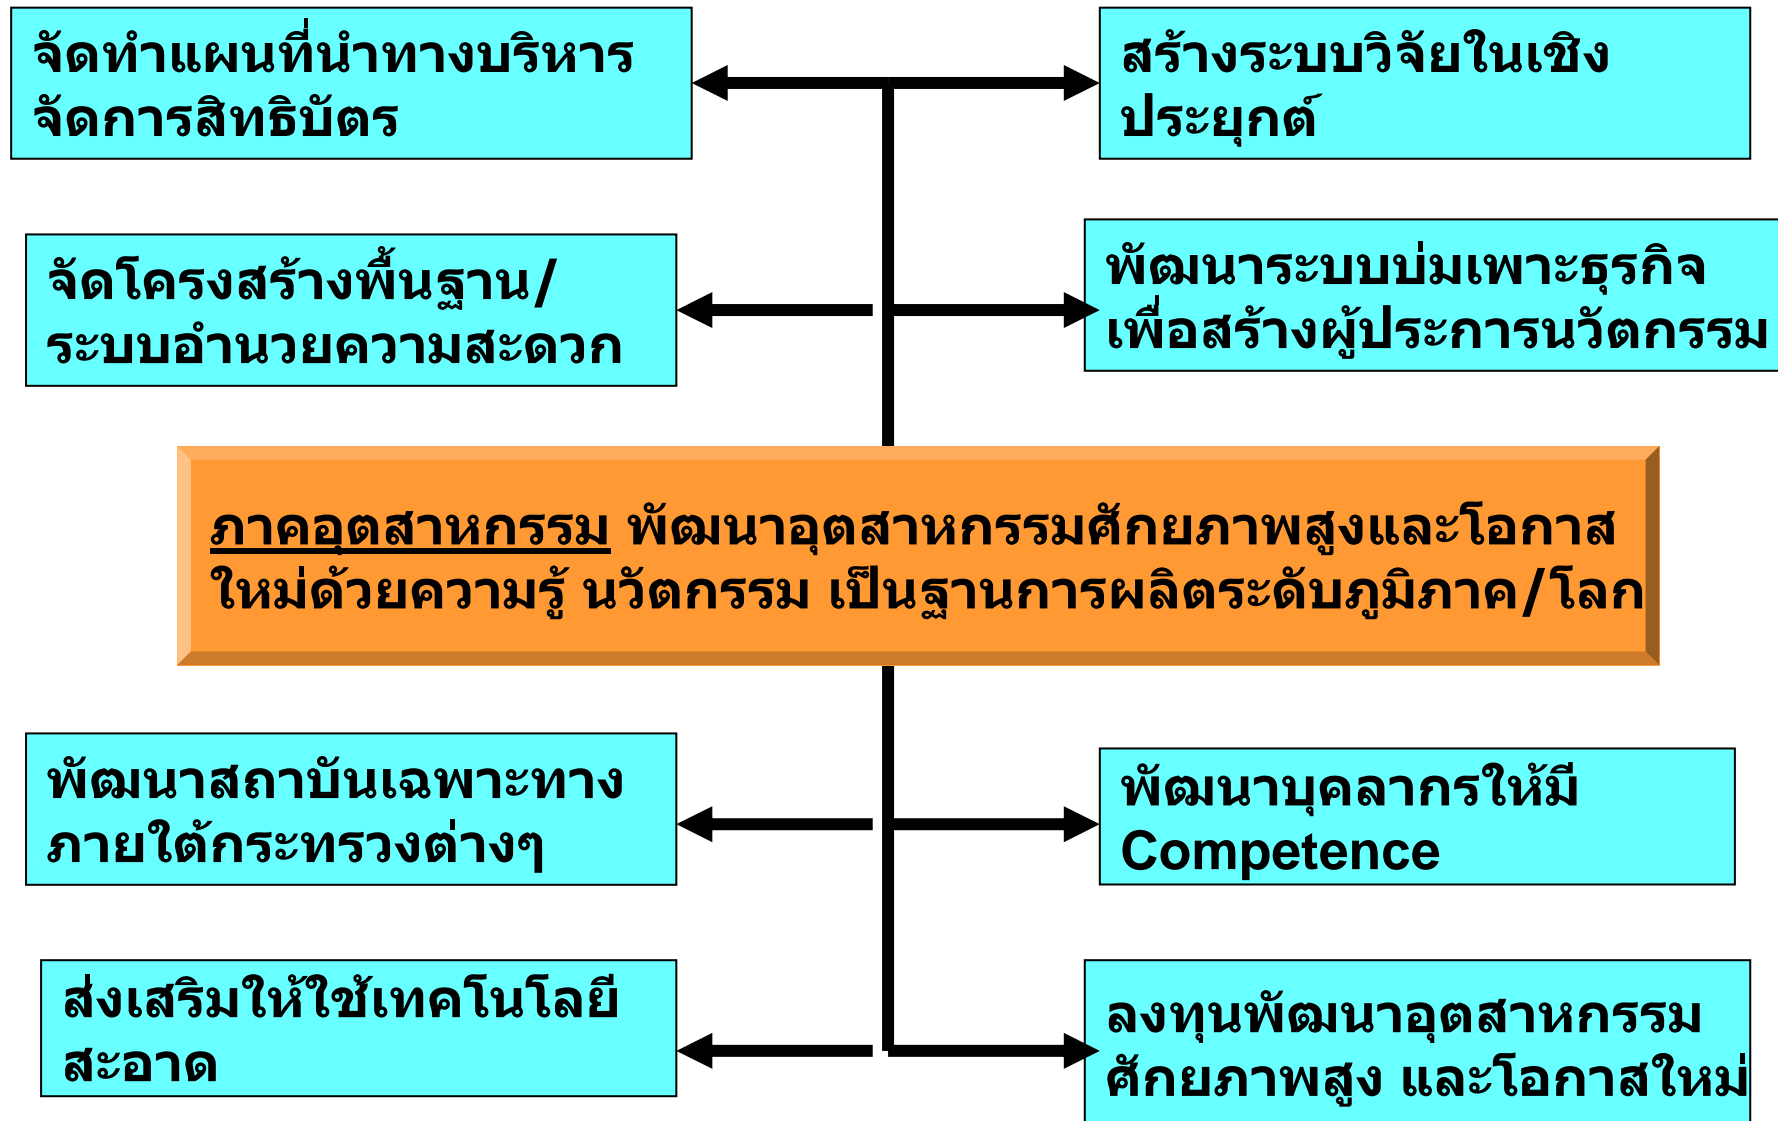 จัดทำแผนที่นำทางบริหาร
จัดการสิทธิบัตร
สร้างระบบวิจัยในเชิง
ประยุกต์
จัดโครงสร้างพื้นฐาน/
ระบบอำนวยความสะดวก
พัฒนาระบบบ่มเพาะธุรกิจ
เพื่อสร้างผู้ประการนวัตกรรม
ภาคอุตสาหกรรม พัฒนาอุตสาหกรรมศักยภาพสูงและโอกาส
ใหม่ด้วยความรู้ นวัตกรรม เป็นฐานการผลิตระดับภูมิภาค/โลก
พัฒนาสถาบันเฉพาะทาง
ภายใต้กระทรวงต่างๆ
พัฒนาบุคลากรให้มี
Competence
ส่งเสริมให้ใช้เทคโนโลยี
สะอาด
ลงทุนพัฒนาอุตสาหกรรม
ศักยภาพสูง และโอกาสใหม่